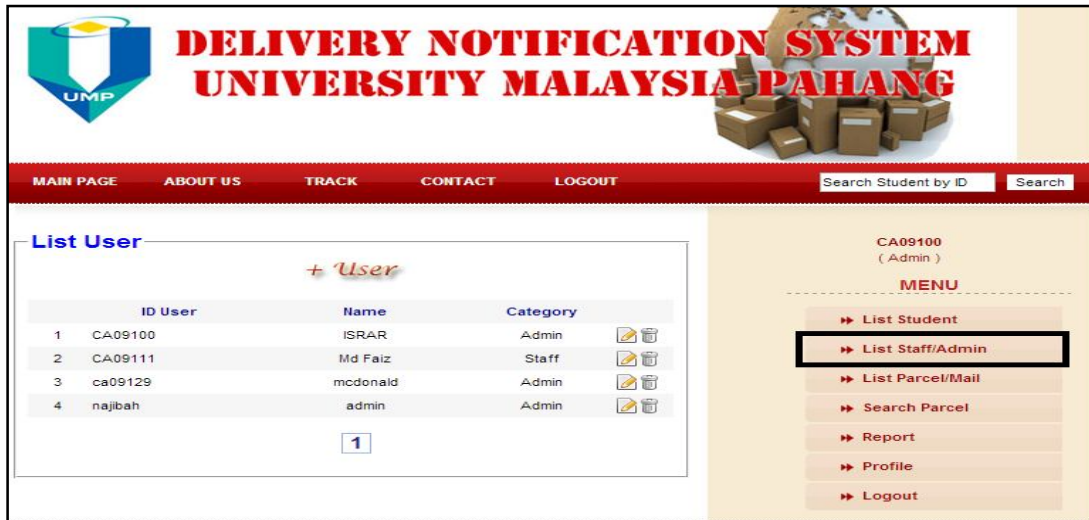 UMP
DELIVERY NOTIFICATION SYSTEM
UNIVERSITY MALAYSIA PAHANG
MAIN PAGE ABOUT US TRACK CONTACT LOGOUT Search Student by ID Search
List User
+ User
ID User Name Category
1 CA09100 ISRAR Admin
2 CA09111 Md Faiz Staff
3 ca09129 mcdonald Admin
4 najibah admin Admin
1
CA09100
( Admin )
MENU
List Student
List Staff/Admin
List Parcel/Mail
Search Parcel
Report
Profile
Logout